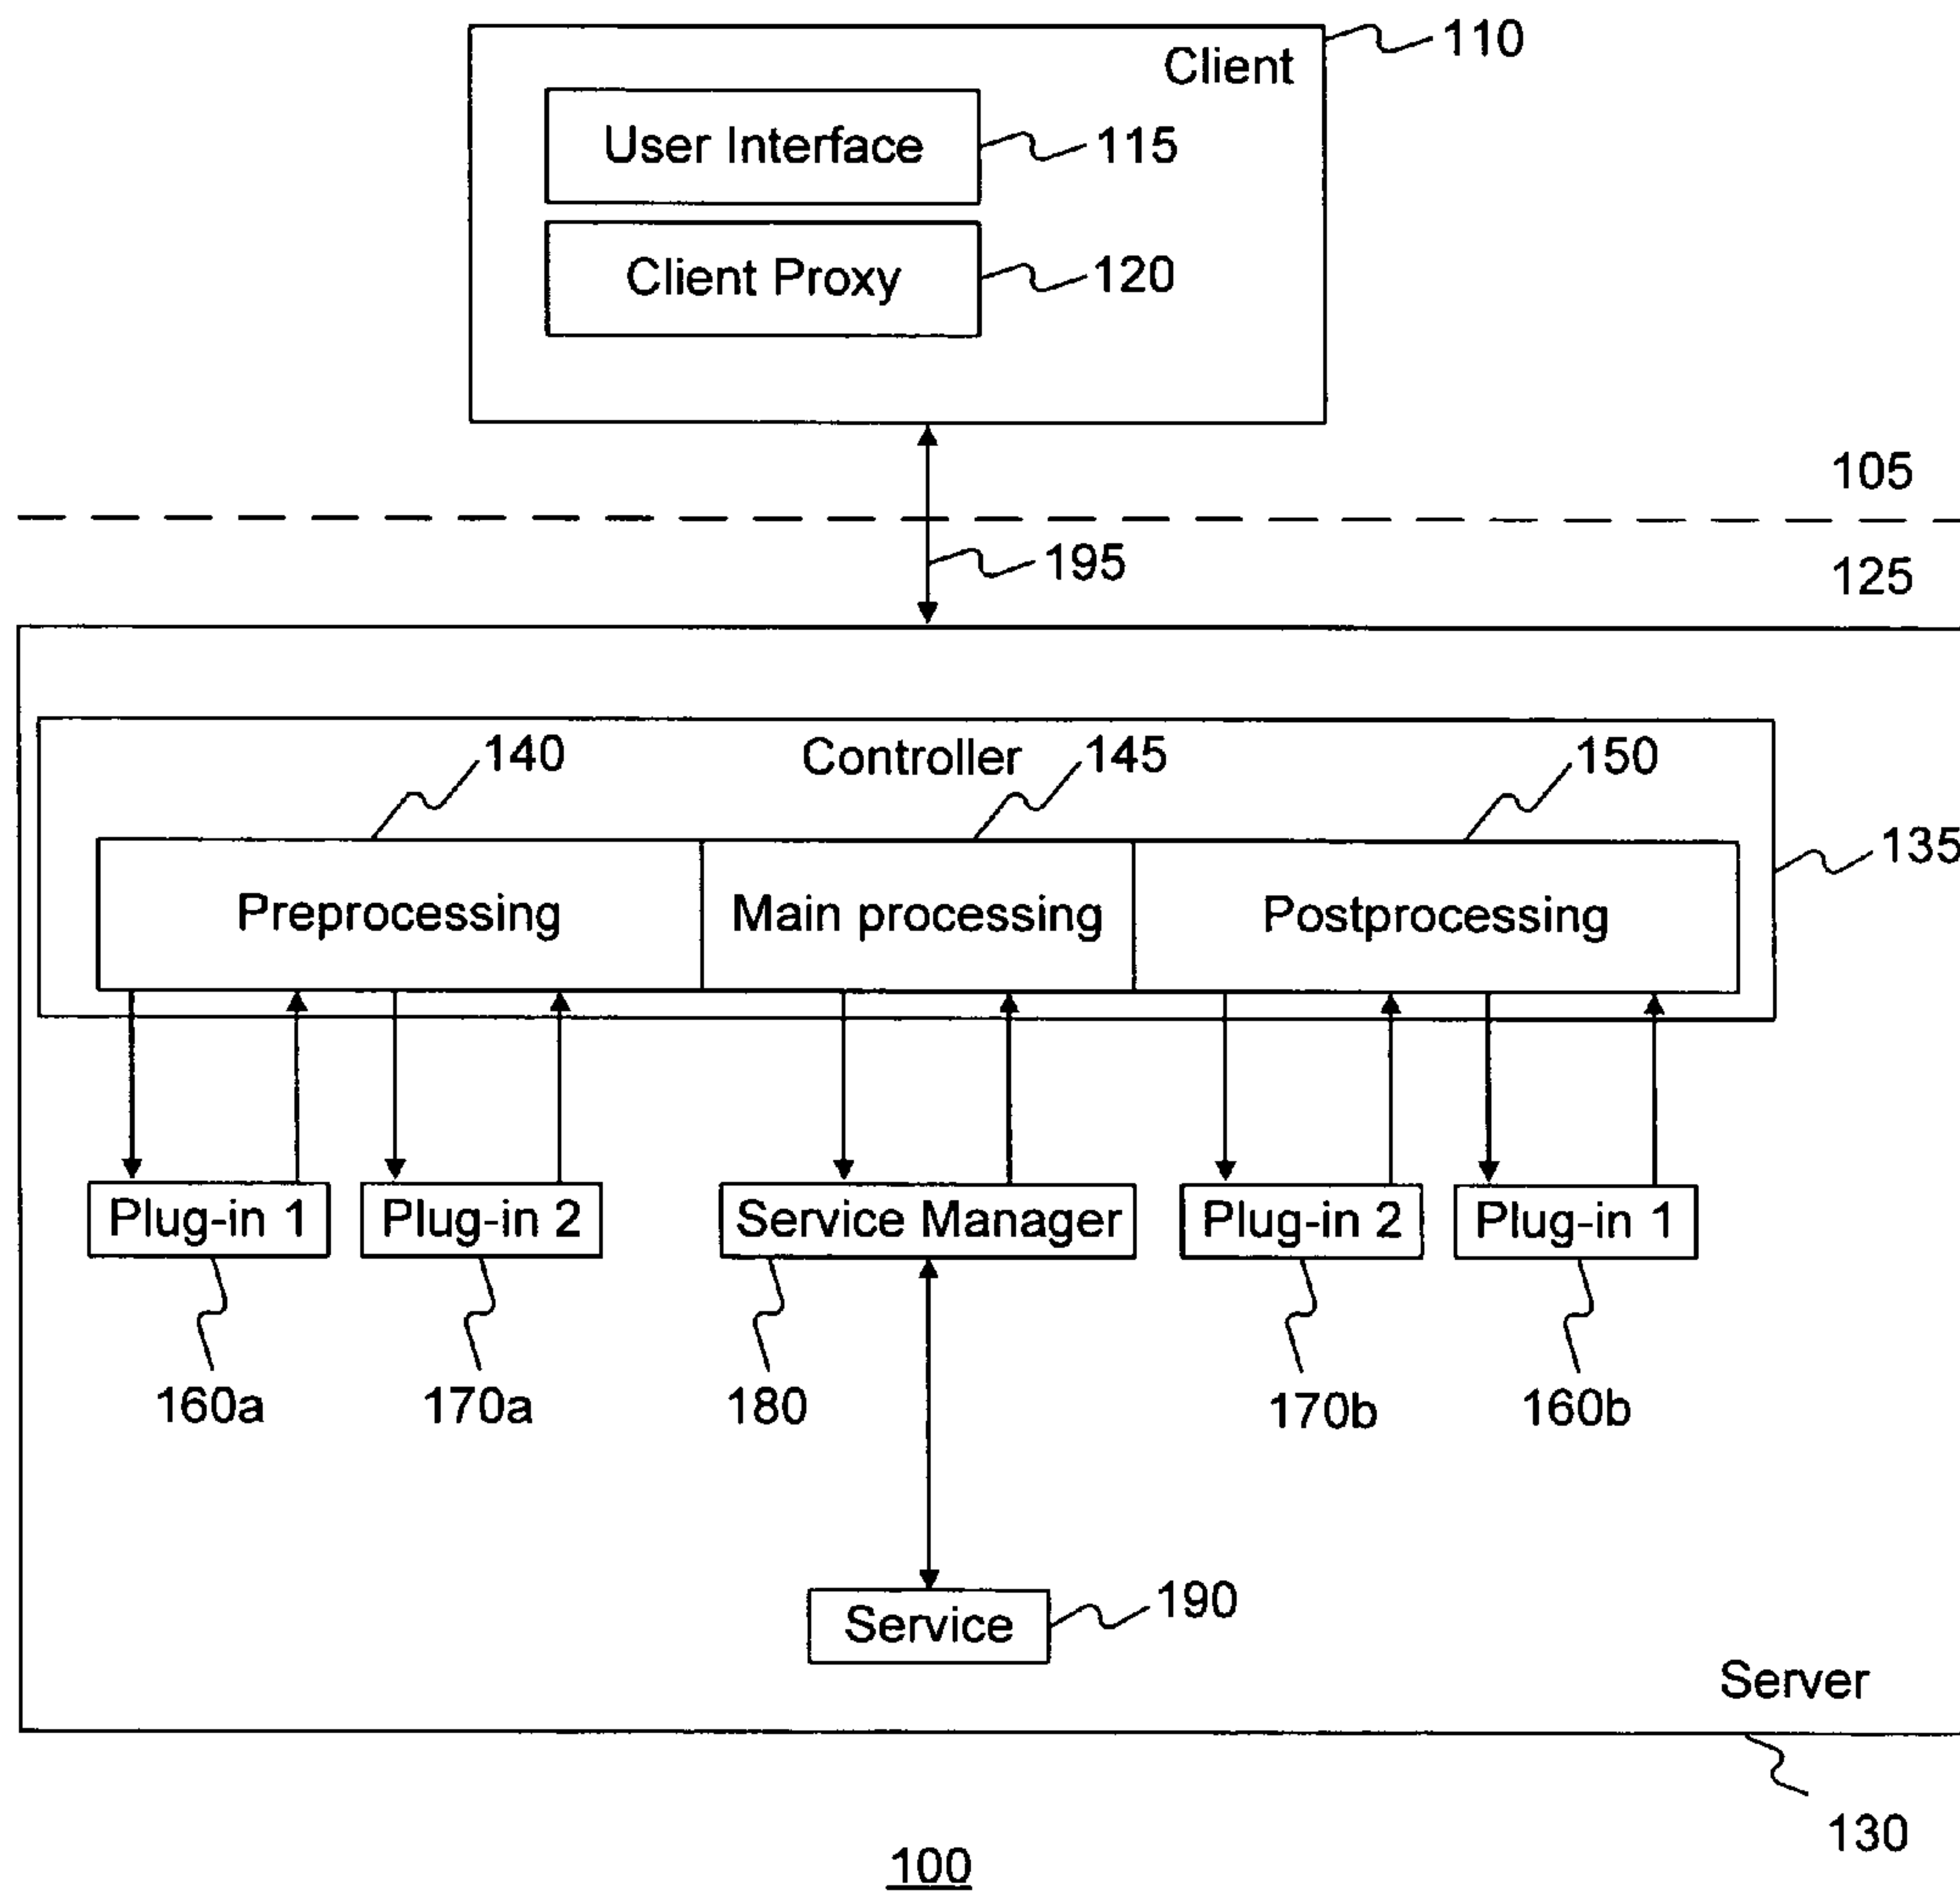 110
Client
User Interface
115
Client Proxy
120
105
195
125
140
Controller
145
150
135
Preprocessing
Main processing
Postprocessing
Plug-in 1
Plug-in 2
Service Manager
Plug-in 2
Plug-in 1
160a
170a
180
170b
160b
190
Service
Server
130
100